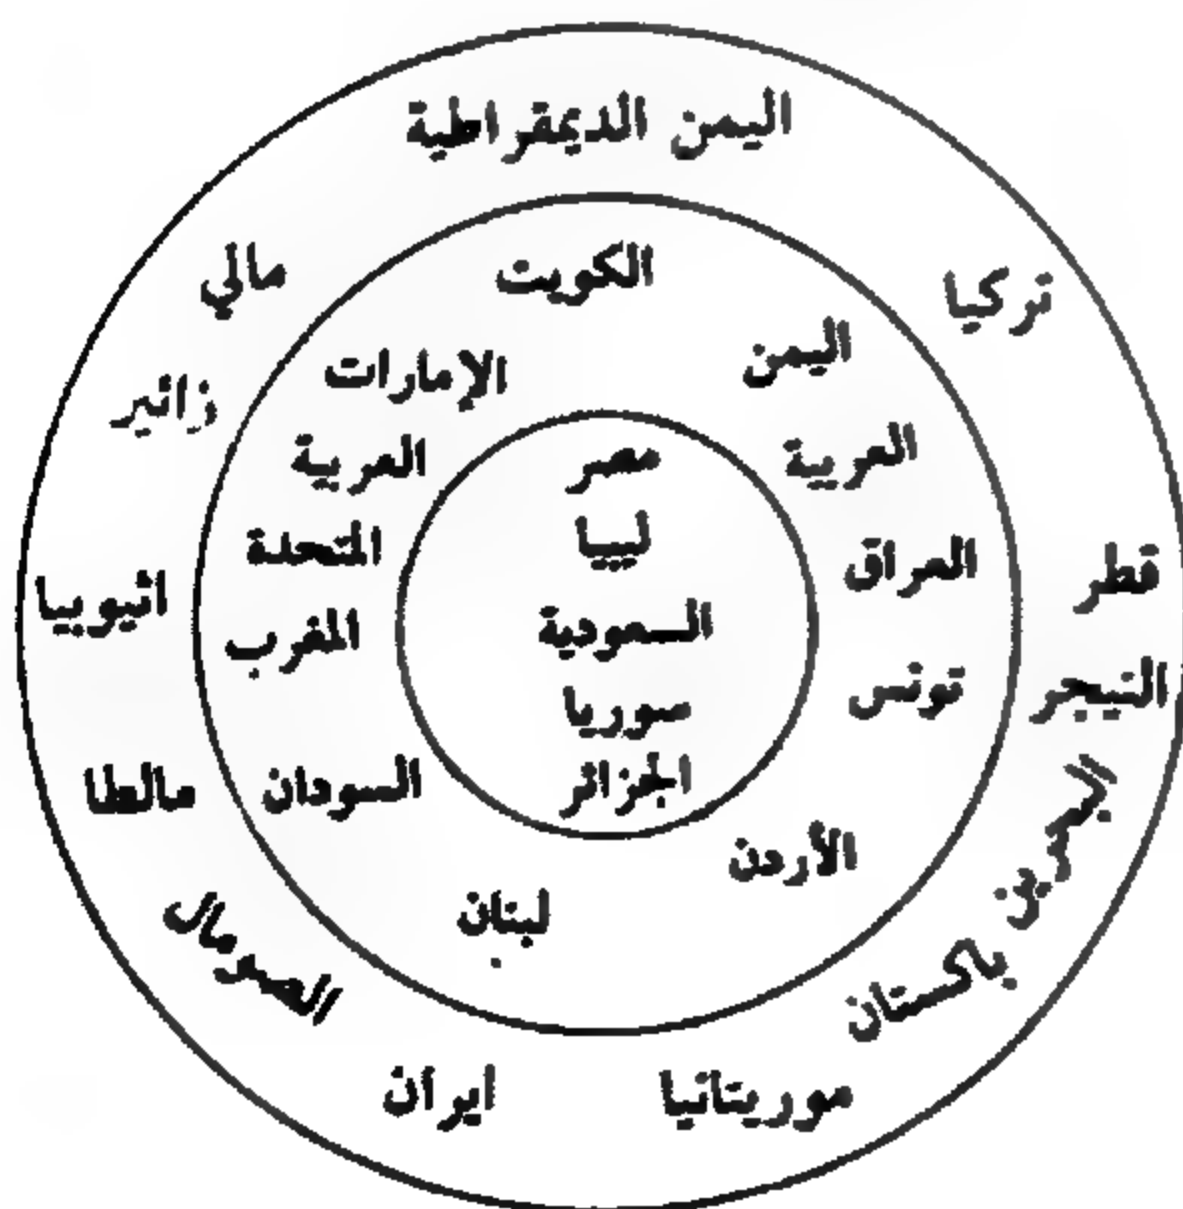 اليمن الديمقراطية
مالي
تركيا
زائير
قطر
اثيوبيا
النيجر
مالطا
البحرين
الصومال
باكستان
ايران
موريتانيا
الكويت
اليمن
العربية
الإمارات
العربية
المتحدة
العراق
المغرب
تونس
السودان
الأردن
لبنان
مصر
ليبيا
السعودية
سوريا
الجزائر